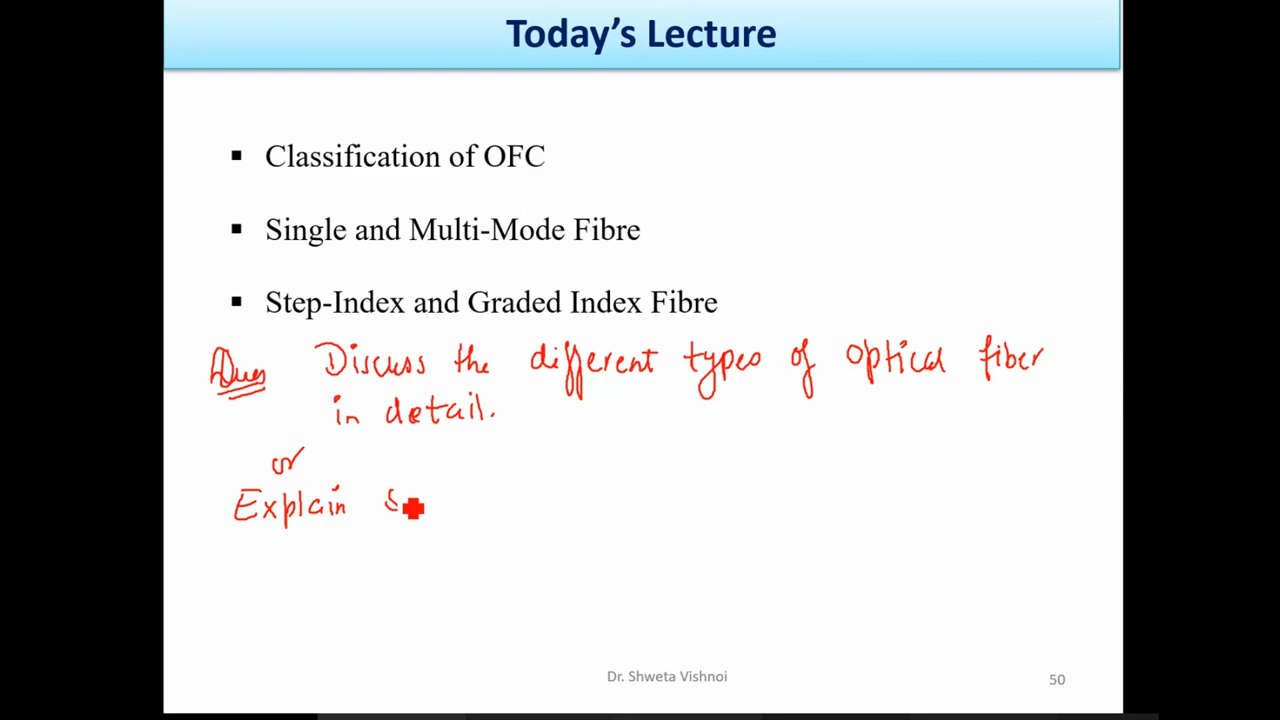 Today's Lecture
▪ Classification of OFC
▪ Single and Multi-Mode Fibre
▪ Step-Index and Graded Index Fibre
Ques Discuss the different types of optical fiber
in detail.
or
Explain S
Dr. Shweta Vishnoi
50